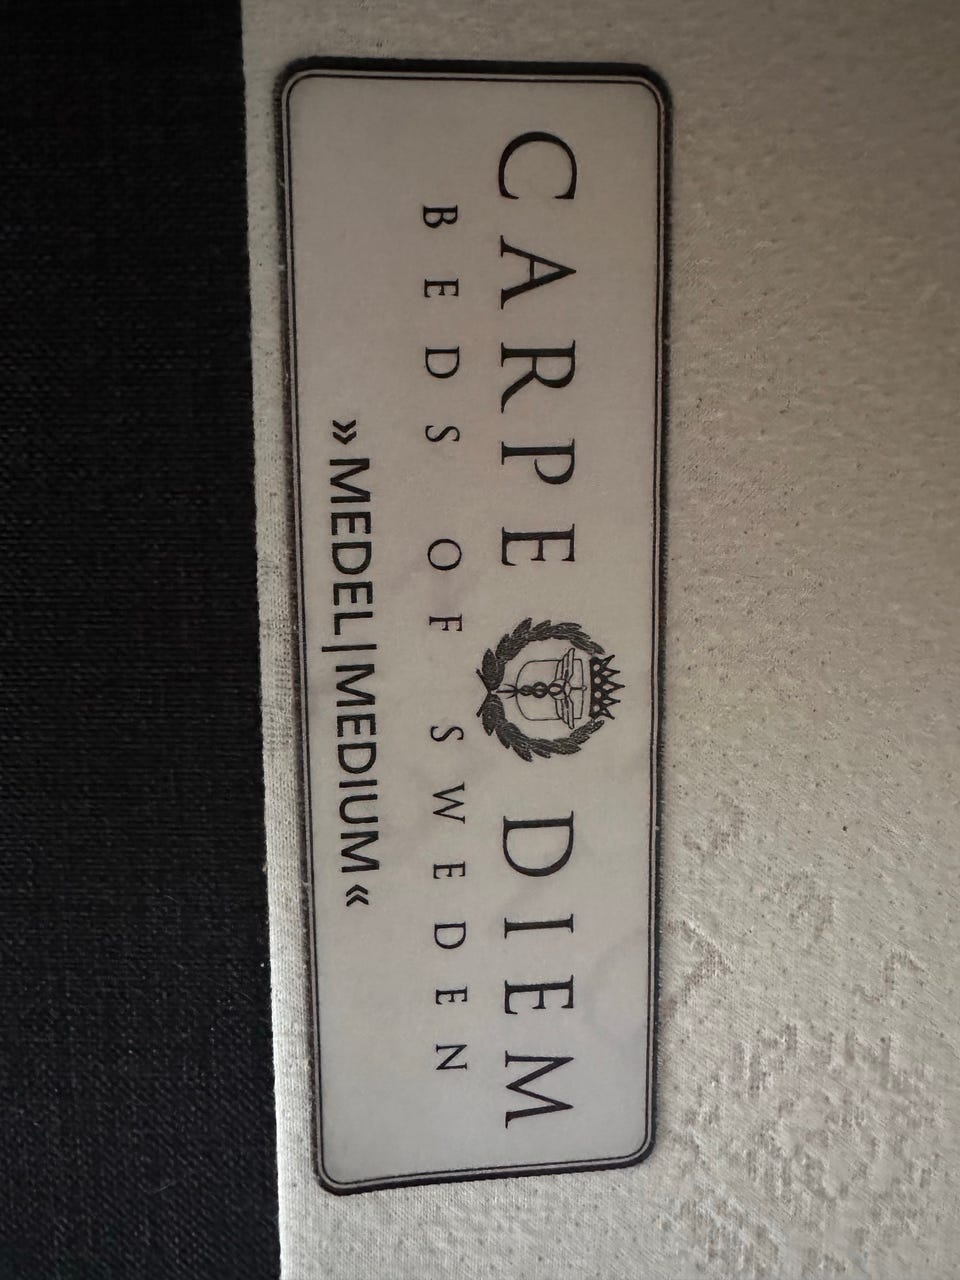 CARPE DIEM
BEDS OF SWEDEN
»MEDEL|MEDIUM«